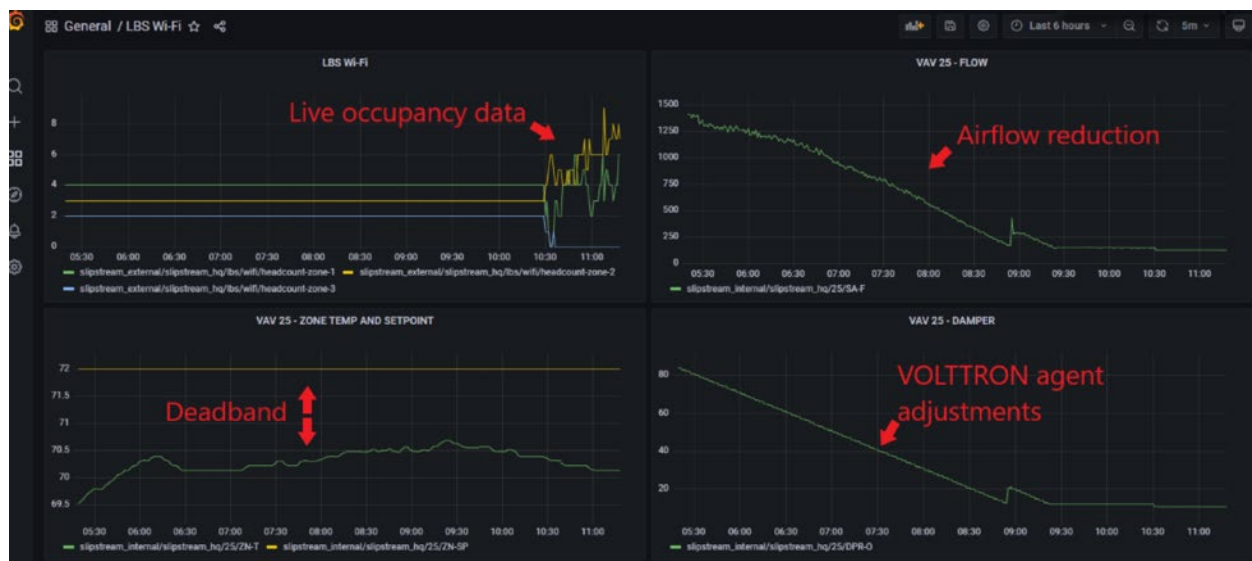 General / LBS Wi-Fi
Last 6 hours
5m
LBS Wi-Fi
Live occupancy data
8
6
4
2
0
05:30 06:00 06:30 07:00 07:30 08:00 08:30 09:00 09:30 10:00 10:30 11:00
slipstream_external/slipstream_hq/lbs/wifi/headcount-zone-1 slipstream_external/slipstream_hq/lbs/wifi/headcount-zone-2
slipstream_external/slipstream_hq/lbs/wifi/headcount-zone-3
VAV 25 - FLOW
Airflow reduction
1500
1250
1000
750
500
250
0
05:30 06:00 06:30 07:00 07:30 08:00 08:30 09:00 09:30 10:00 10:30 11:00
slipstream_internal/slipstream_hq/25/SA-F
VAV 25 - ZONE TEMP AND SETPOINT
Deadband
72
71.5
71
70.5
70
69.5
05:30 06:00 06:30 07:00 07:30 08:00 08:30 09:00 09:30 10:00 10:30 11:00
slipstream_internal/slipstream_hq/25/ZN-T slipstream_internal/slipstream_hq/25/ZN-SP
VAV 25 - DAMPER
VOLTTRON agent
adjustments
80
60
40
20
05:30 06:00 06:30 07:00 07:30 08:00 08:30 09:00 09:30 10:00 10:30 11:00
slipstream_internal/slipstream_hq/25/DPR-O